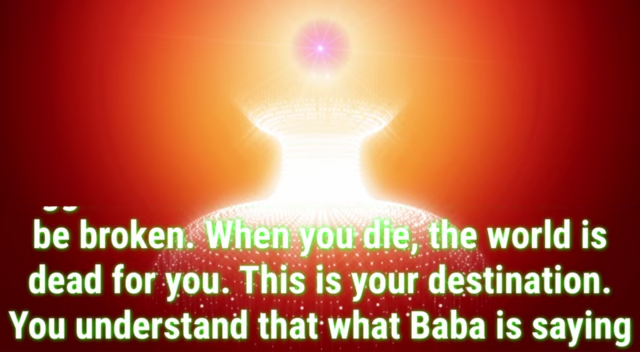 be broken. When you die, the world is
dead for you. This is your destination.
You understand that what Baba is saying